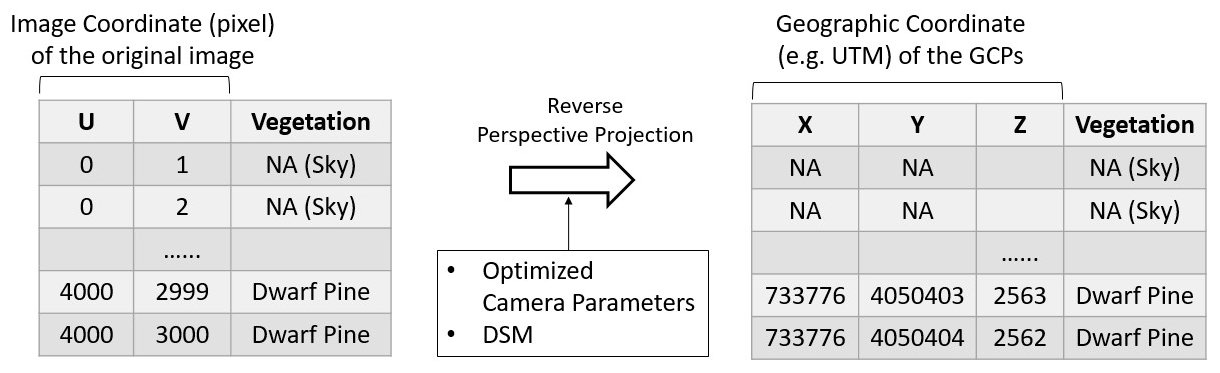 Image Coordinate (pixel)
of the original image
U V Vegetation
0 1 NA (Sky)
0 2 NA (Sky)
......
4000 2999 Dwarf Pine
4000 3000 Dwarf Pine
Reverse
Perspective Projection
• Optimized
Camera Parameters
• DSM
Geographic Coordinate
(e.g. UTM) of the GCPs
X Y Z Vegetation
NA NA NA (Sky)
NA NA NA (Sky)
......
733776 4050403 2563 Dwarf Pine
733776 4050404 2562 Dwarf Pine